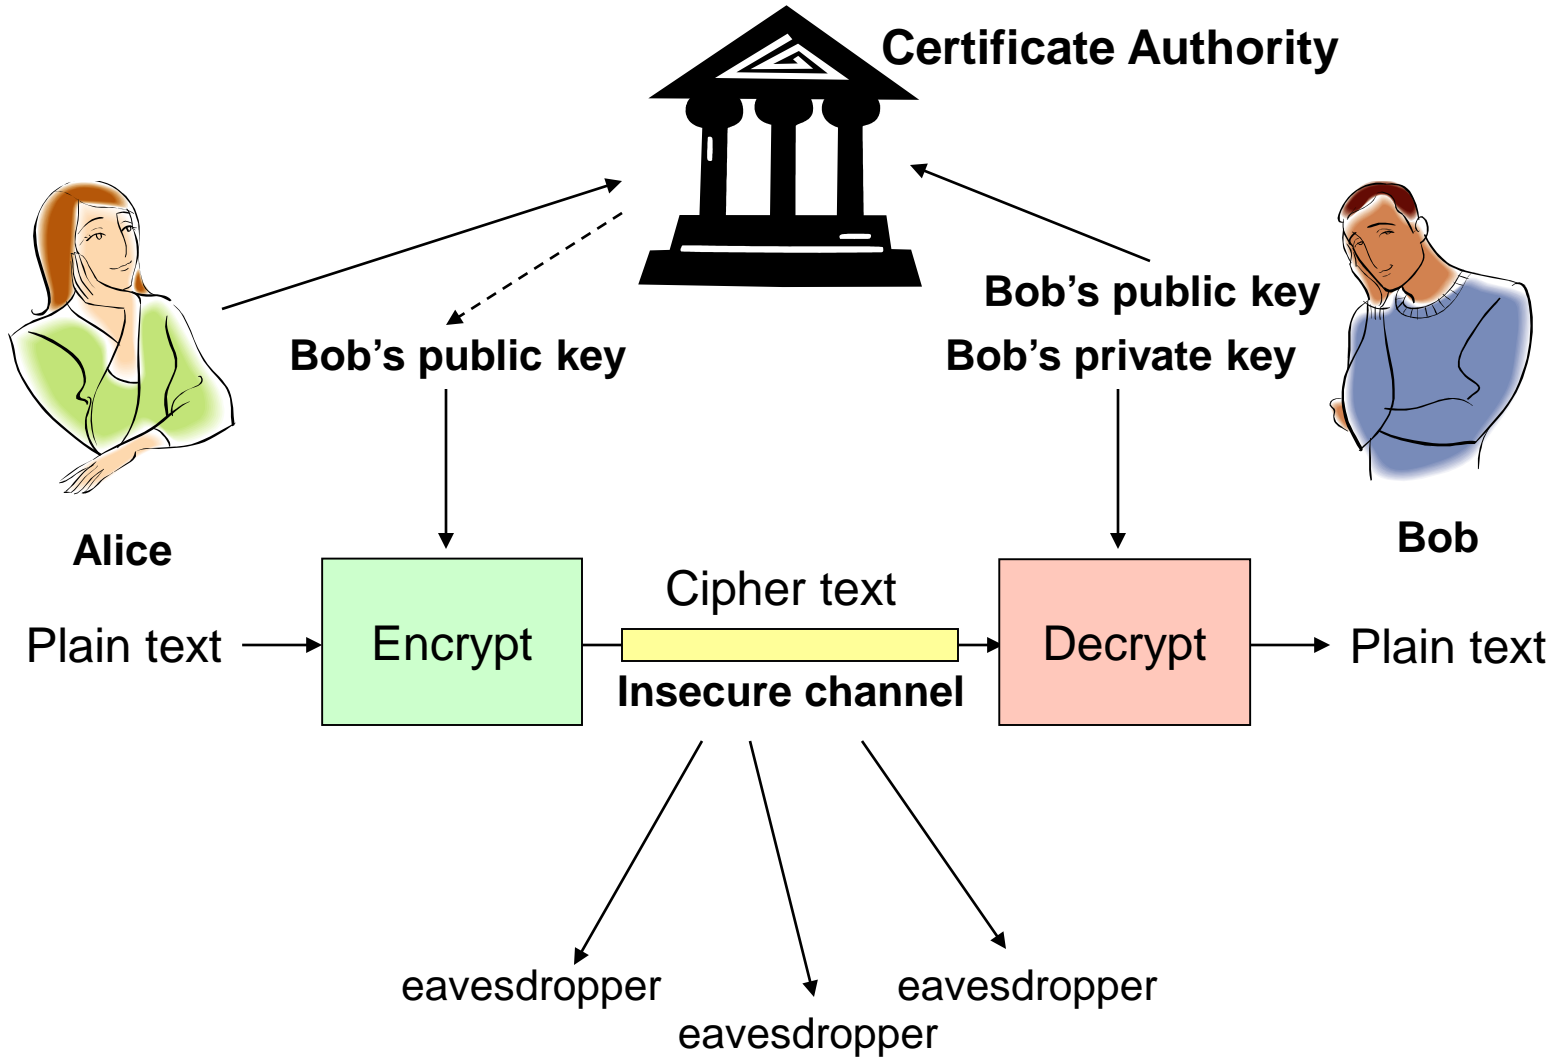 Certificate Authority
Bob’s public key
Bob’s public key
Bob’s private key
Alice
Bob
Cipher text
Plain text
Encrypt
Decrypt
Plain text
Insecure channel
eavesdropper
eavesdropper
eavesdropper